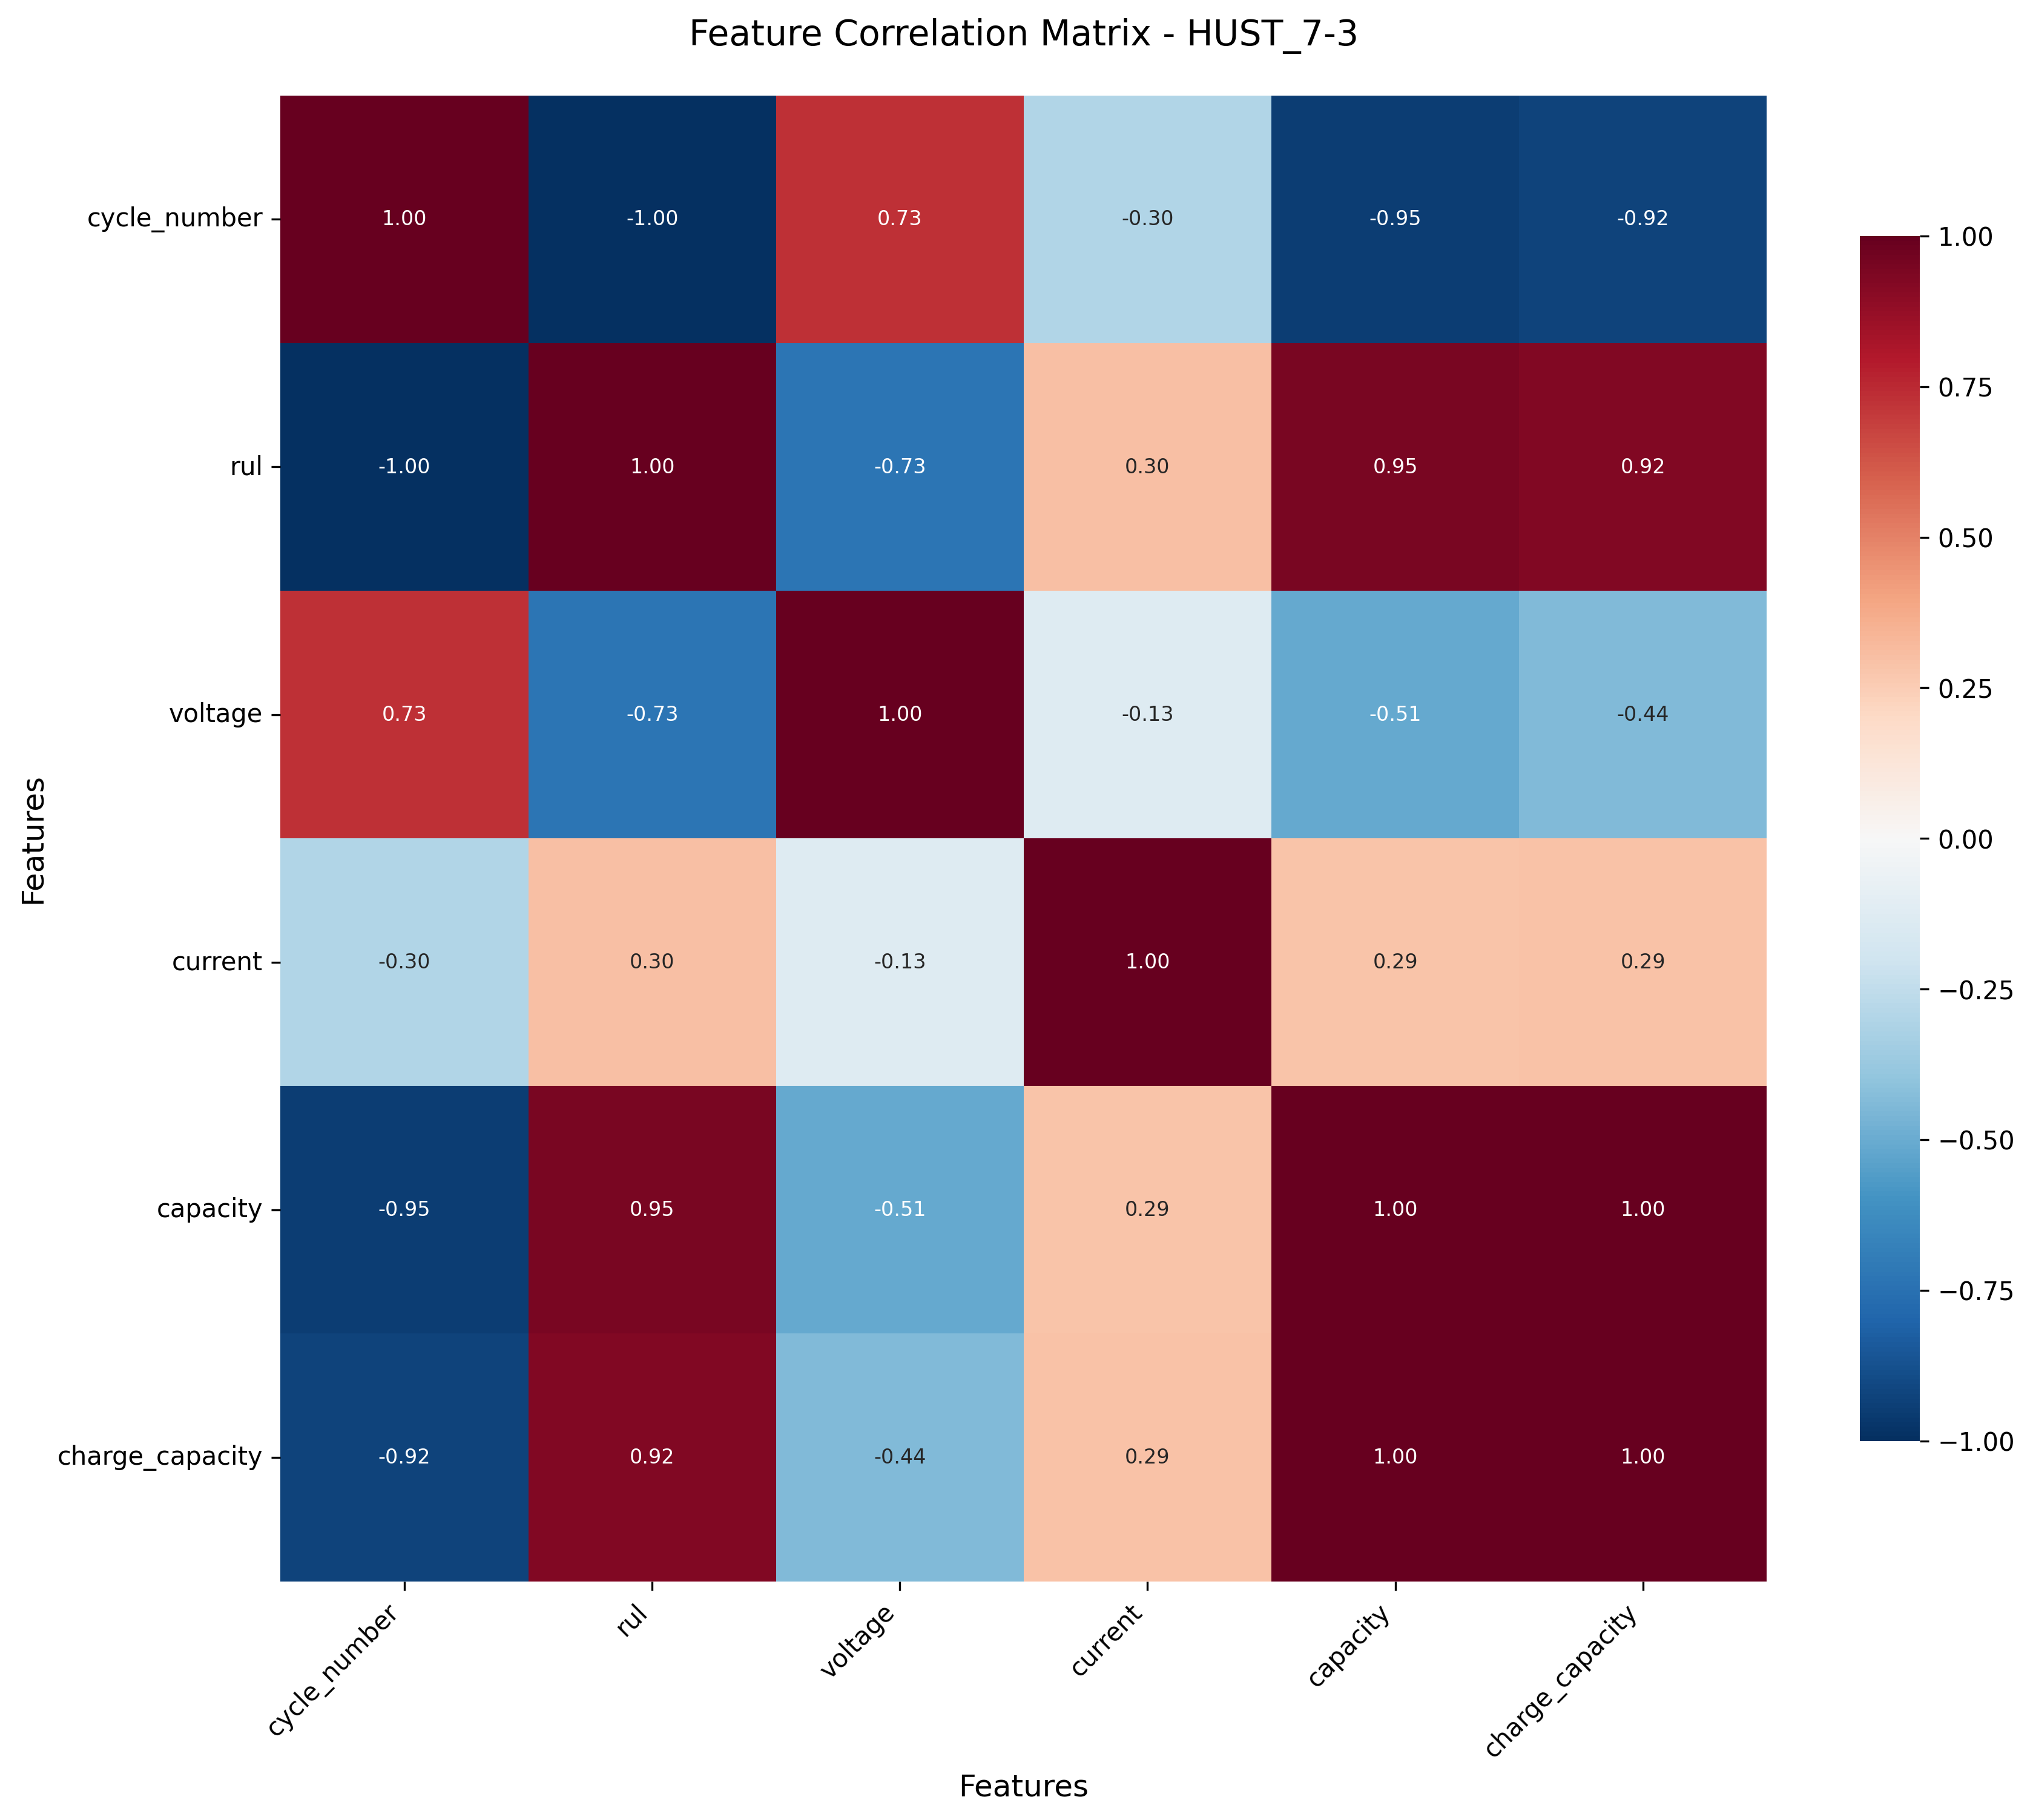 Feature Correlation Matrix - HUST_7-3
cycle_number 1.00 -1.00 0.73 -0.30 -0.95 -0.92
rul -1.00 1.00 -0.73 0.30 0.95 0.92
voltage 0.73 -0.73 1.00 -0.13 -0.51 -0.44
current -0.30 0.30 -0.13 1.00 0.29 0.29
capacity -0.95 0.95 -0.51 0.29 1.00 1.00
charge_capacity -0.92 0.92 -0.44 0.29 1.00 1.00
Features
cycle_number rul voltage current capacity charge_capacity
Features
1.00
0.75
0.50
0.25
0.00
−0.25
−0.50
−0.75
−1.00